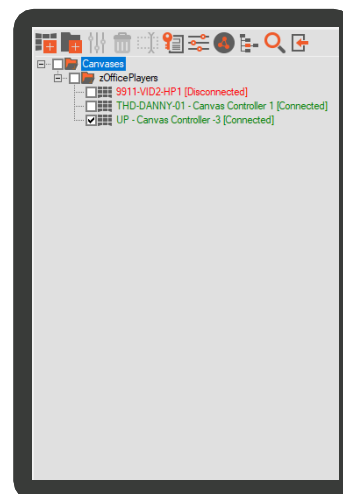 Canvases
zOfficePlayers
9911-VID2-HP1 [Disconnected]
THD-DANNY-01 - Canvas Controller 1 [Connected]
UP - Canvas Controller -3 [Connected]